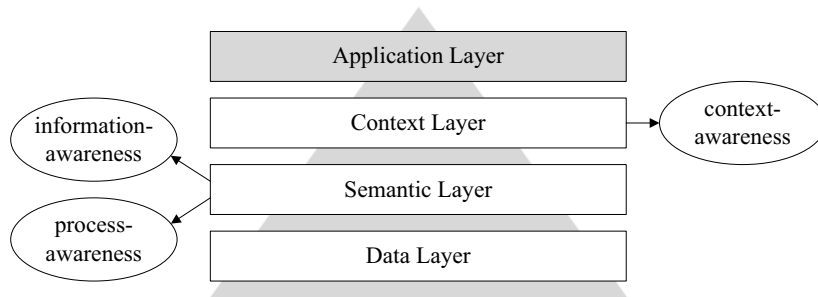 Application Layer
Context Layer
context-
awareness
information-
awareness
Semantic Layer
process-
awareness
Data Layer